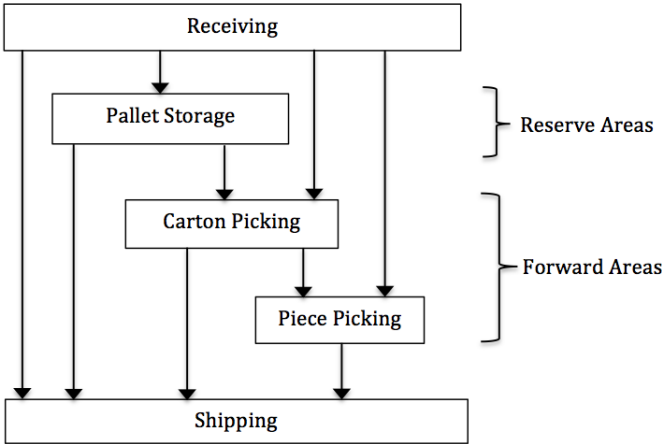 Receiving
Pallet Storage
Reserve Areas
Carton Picking
Forward Areas
Piece Picking
Shipping